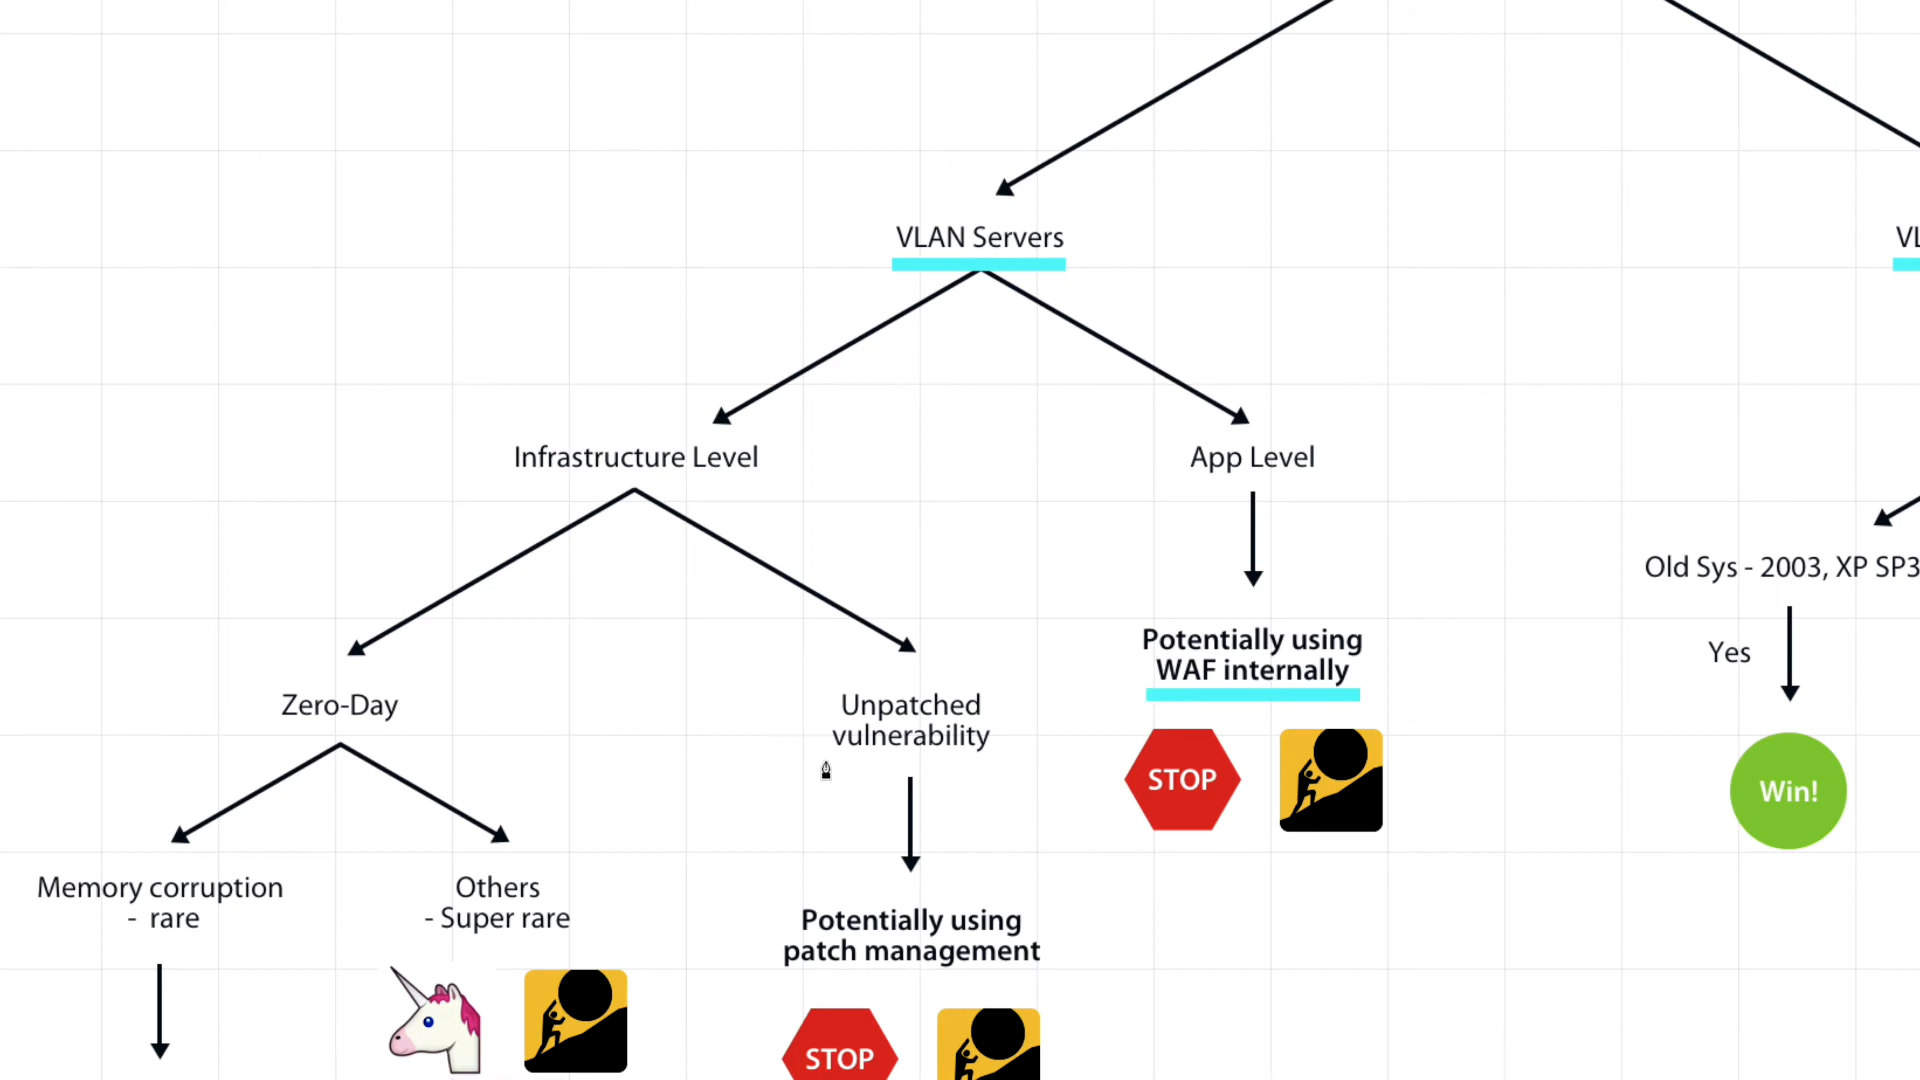 VLAN Servers
VL
Infrastructure Level
App Level
Old Sys - 2003, XP SP3
Potentially using
WAF internally
Yes
Zero-Day
Unpatched
vulnerability
STOP
Win!
Memory corruption
- rare
Others
- Super rare
Potentially using
patch management
STOP